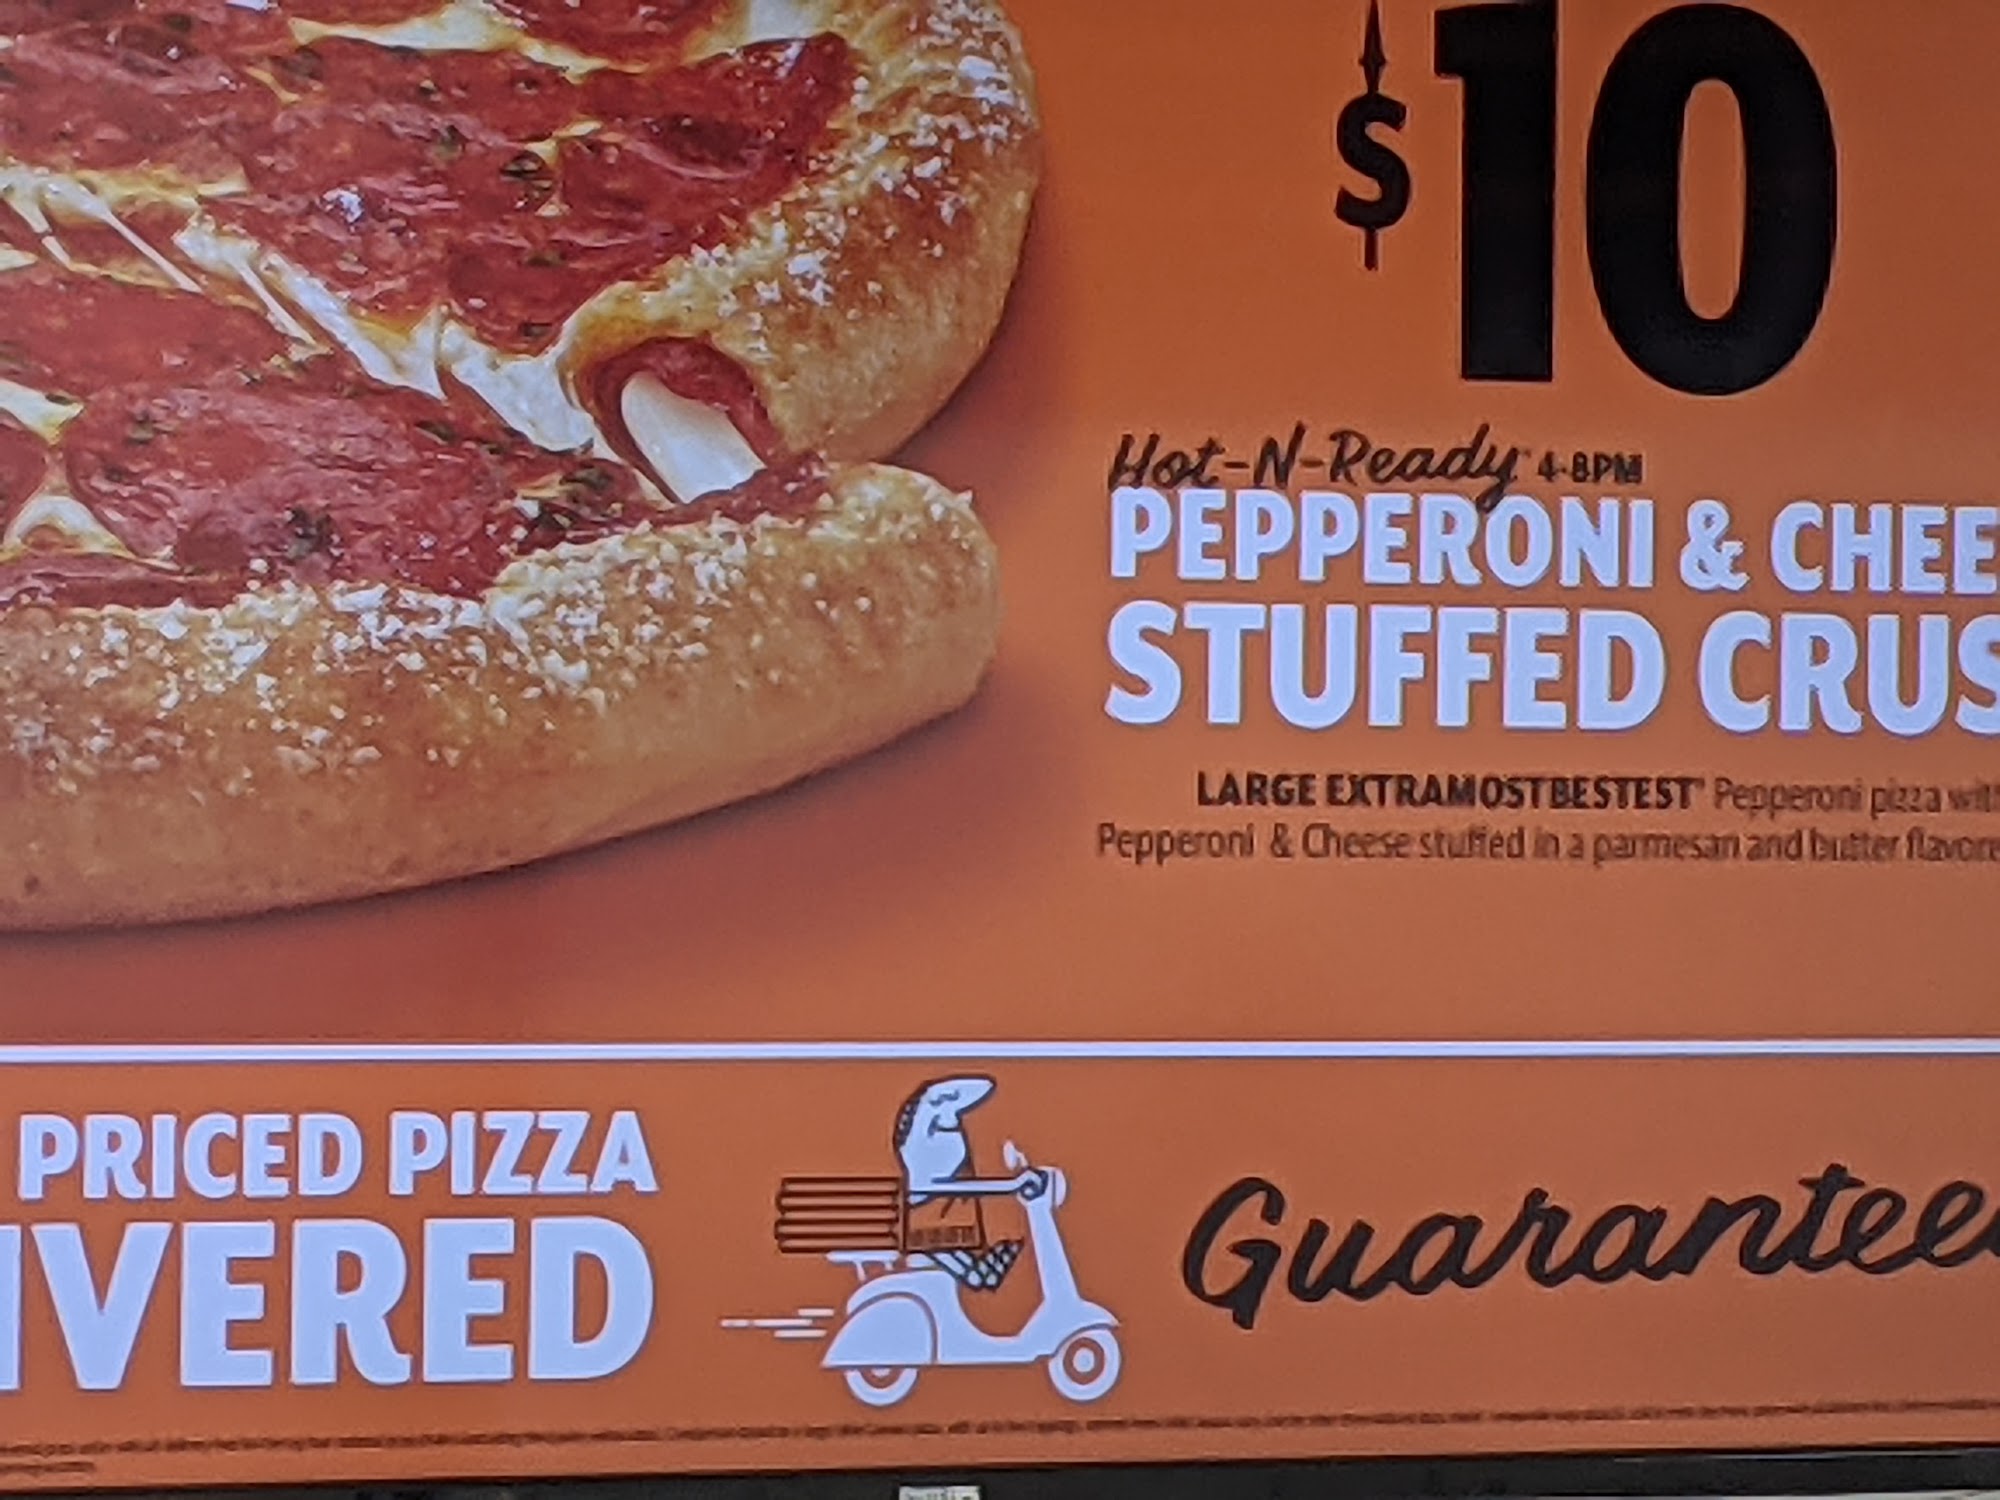 $10
Hot-N-Ready 4-8PM
PEPPERONI & CHEE
STUFFED CRUS
LARGE EXTRAMOSTBESTEST Pepperoni pizza with
Pepperoni & Cheese stuffed in a parmesan and butter flavore
PRICED PIZZA
IVERED
Guarantee